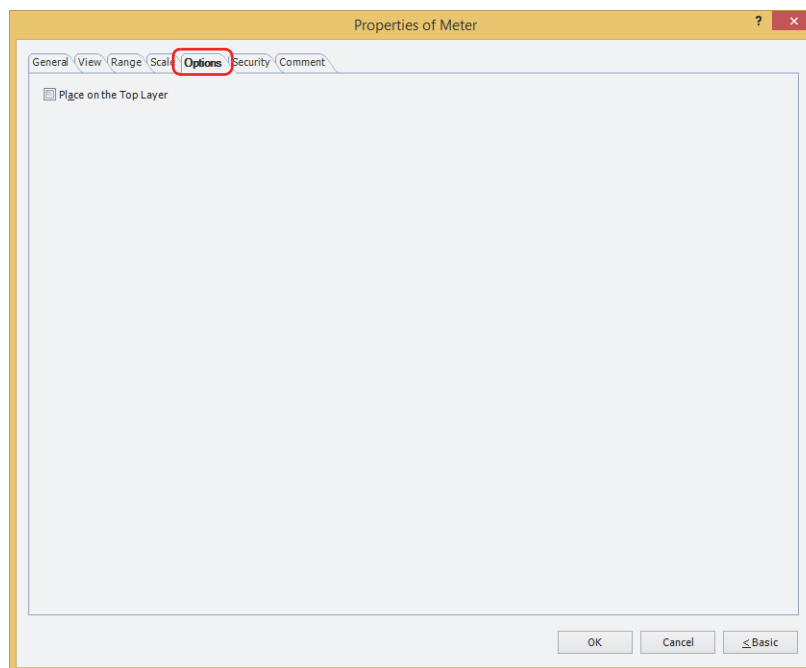 Properties of Meter
?
General View Range Scale Options Security Comment
Place on the Top Layer
OK Cancel < Basic